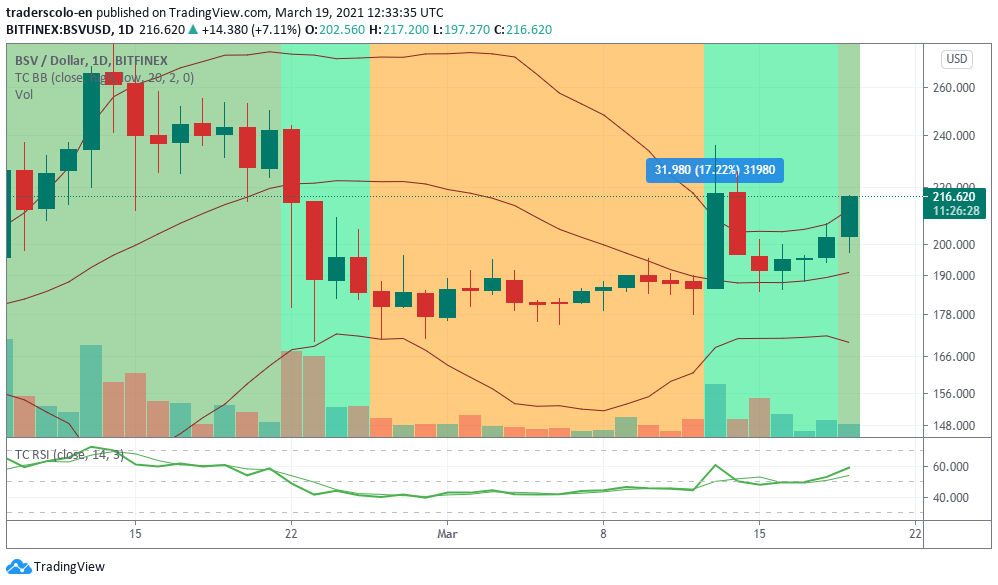 traderscolo-en published on TradingView.com, March 19, 2021 12:33:35 UTC
BITFINEX:BSVUSD, 1D 216.620 ▲ +14.380 (+7.11%) O:202.560 H:217.200 L:197.270 C:216.620
BSV / Dollar, 1D, BITFINEX
TC BB (close, high, low, 20, 2, 0)
Vol
USD
260.000
240.000
220.000
31.980 (17.22%) 31980
216.620
11:26:28
200.000
190.000
178.000
166.000
156.000
148.000
TC RSI (close, 14, 3)
60.000
40.000
15 22 Mar 8 15 22
TradingView